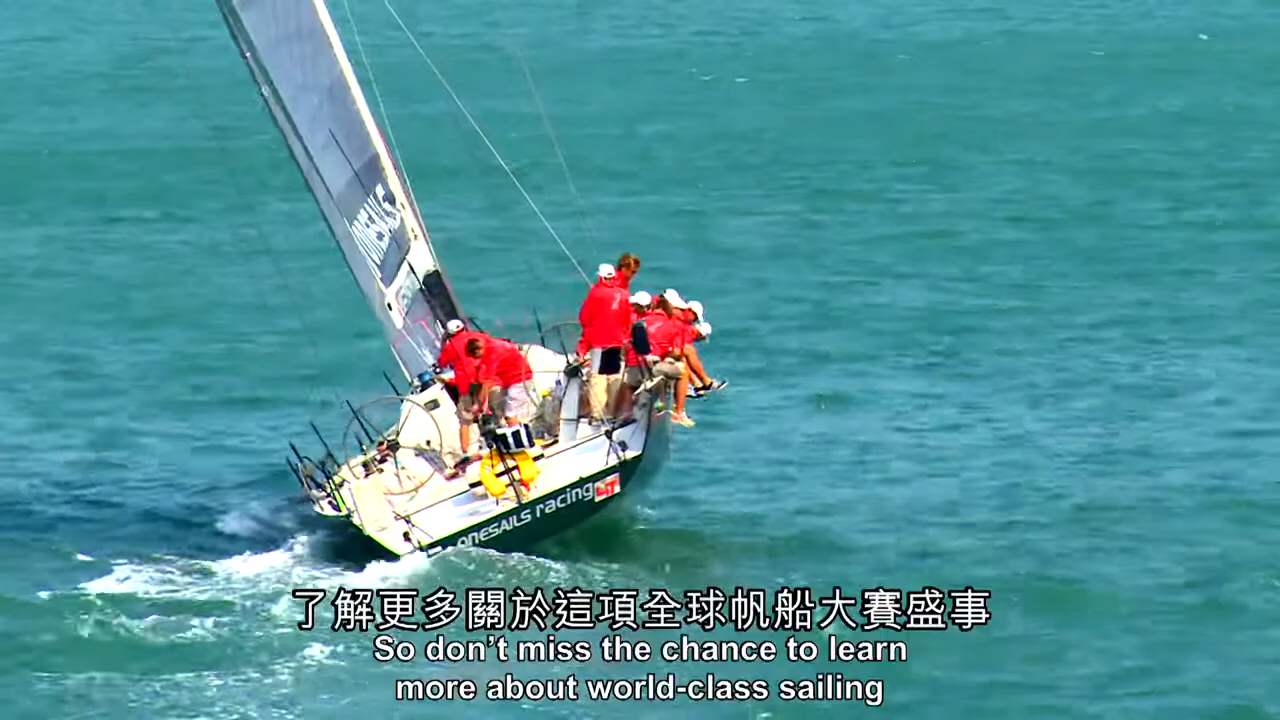 ONESAILS
ONESAILS racing
了解更多關於這項全球帆船大賽盛事
So don't miss the chance to learn
more about world-class sailing